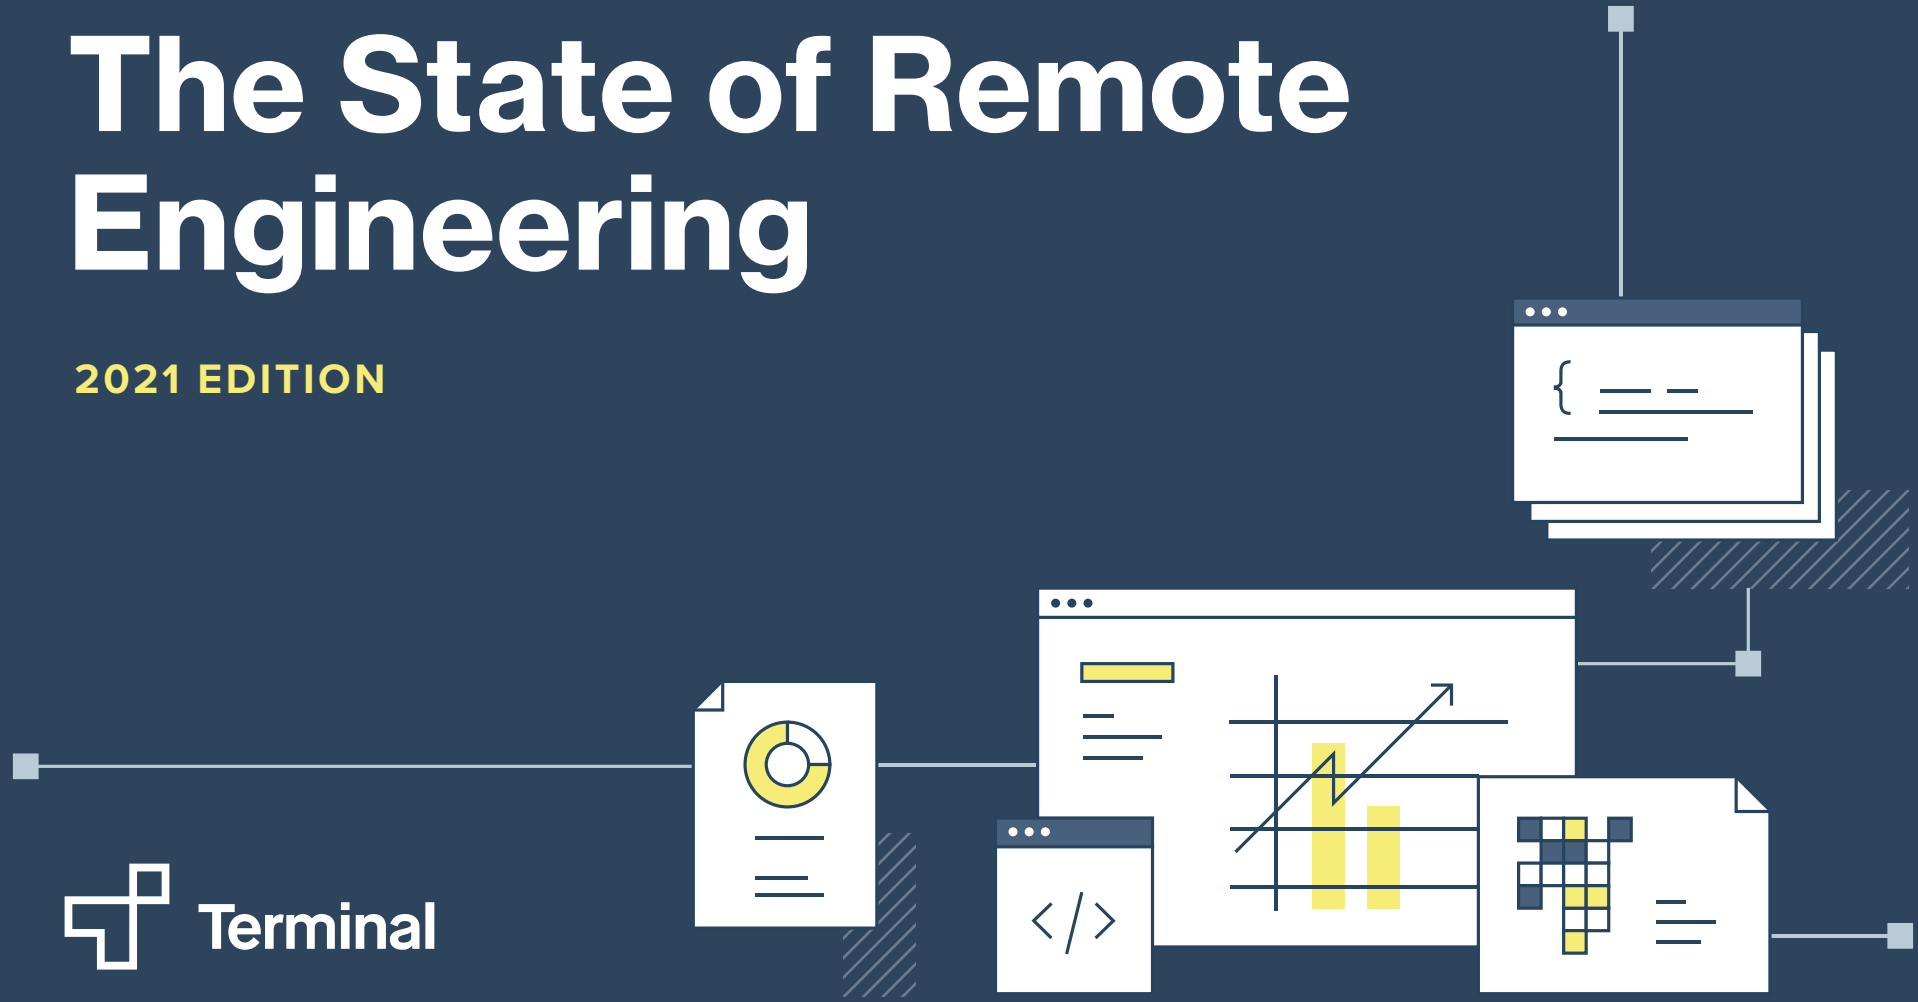 The State of Remote
Engineering
2021 EDITION
{
</>
Terminal